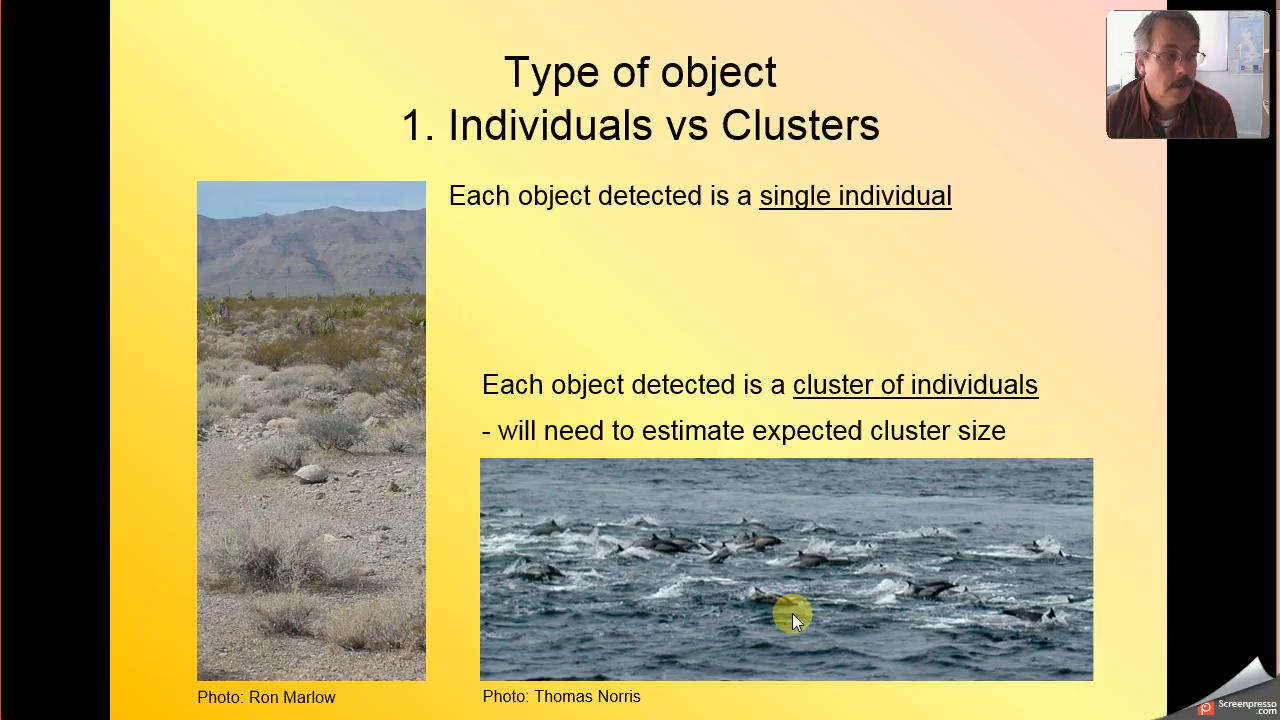 Type of object
1. Individuals vs Clusters
Each object detected is a single individual
Each object detected is a cluster of individuals
- will need to estimate expected cluster size
Photo: Ron Marlow
Photo: Thomas Norris
Screenpresso
.com